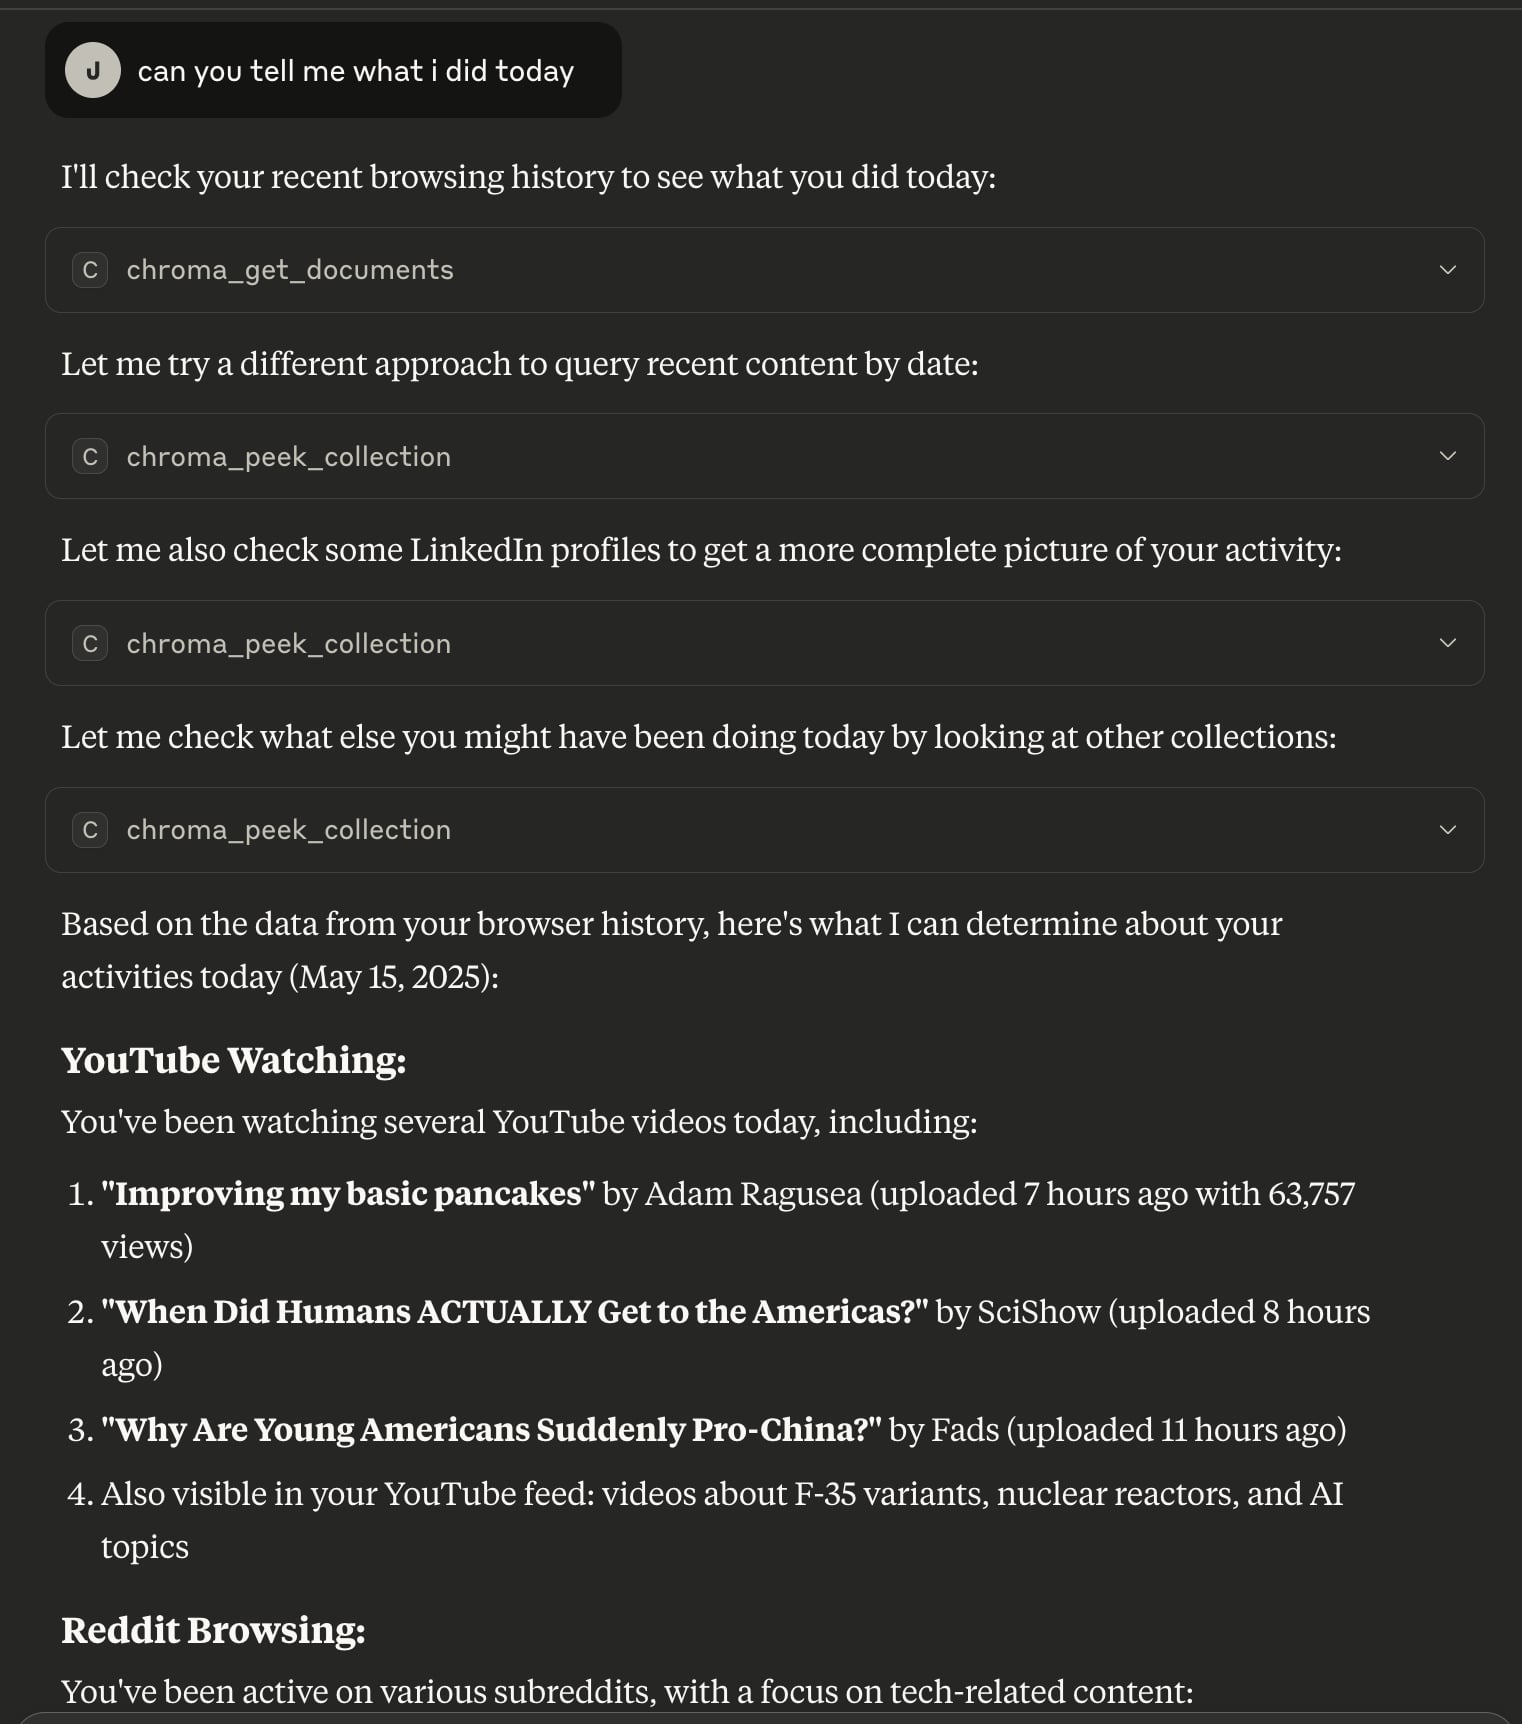 J can you tell me what i did today
I'll check your recent browsing history to see what you did today:
C chroma_get_documents
Let me try a different approach to query recent content by date:
C chroma_peek_collection
Let me also check some LinkedIn profiles to get a more complete picture of your activity:
C chroma_peek_collection
Let me check what else you might have been doing today by looking at other collections:
C chroma_peek_collection
Based on the data from your browser history, here's what I can determine about your
activities today (May 15, 2025):
YouTube Watching:
You've been watching several YouTube videos today, including:
1. "Improving my basic pancakes" by Adam Ragusea (uploaded 7 hours ago with 63,757
views)
2. "When Did Humans ACTUALLY Get to the Americas?" by SciShow (uploaded 8 hours
ago)
3. "Why Are Young Americans Suddenly Pro-China?" by Fads (uploaded 11 hours ago)
4. Also visible in your YouTube feed: videos about F-35 variants, nuclear reactors, and AI
topics
Reddit Browsing:
You've been active on various subreddits, with a focus on tech-related content: